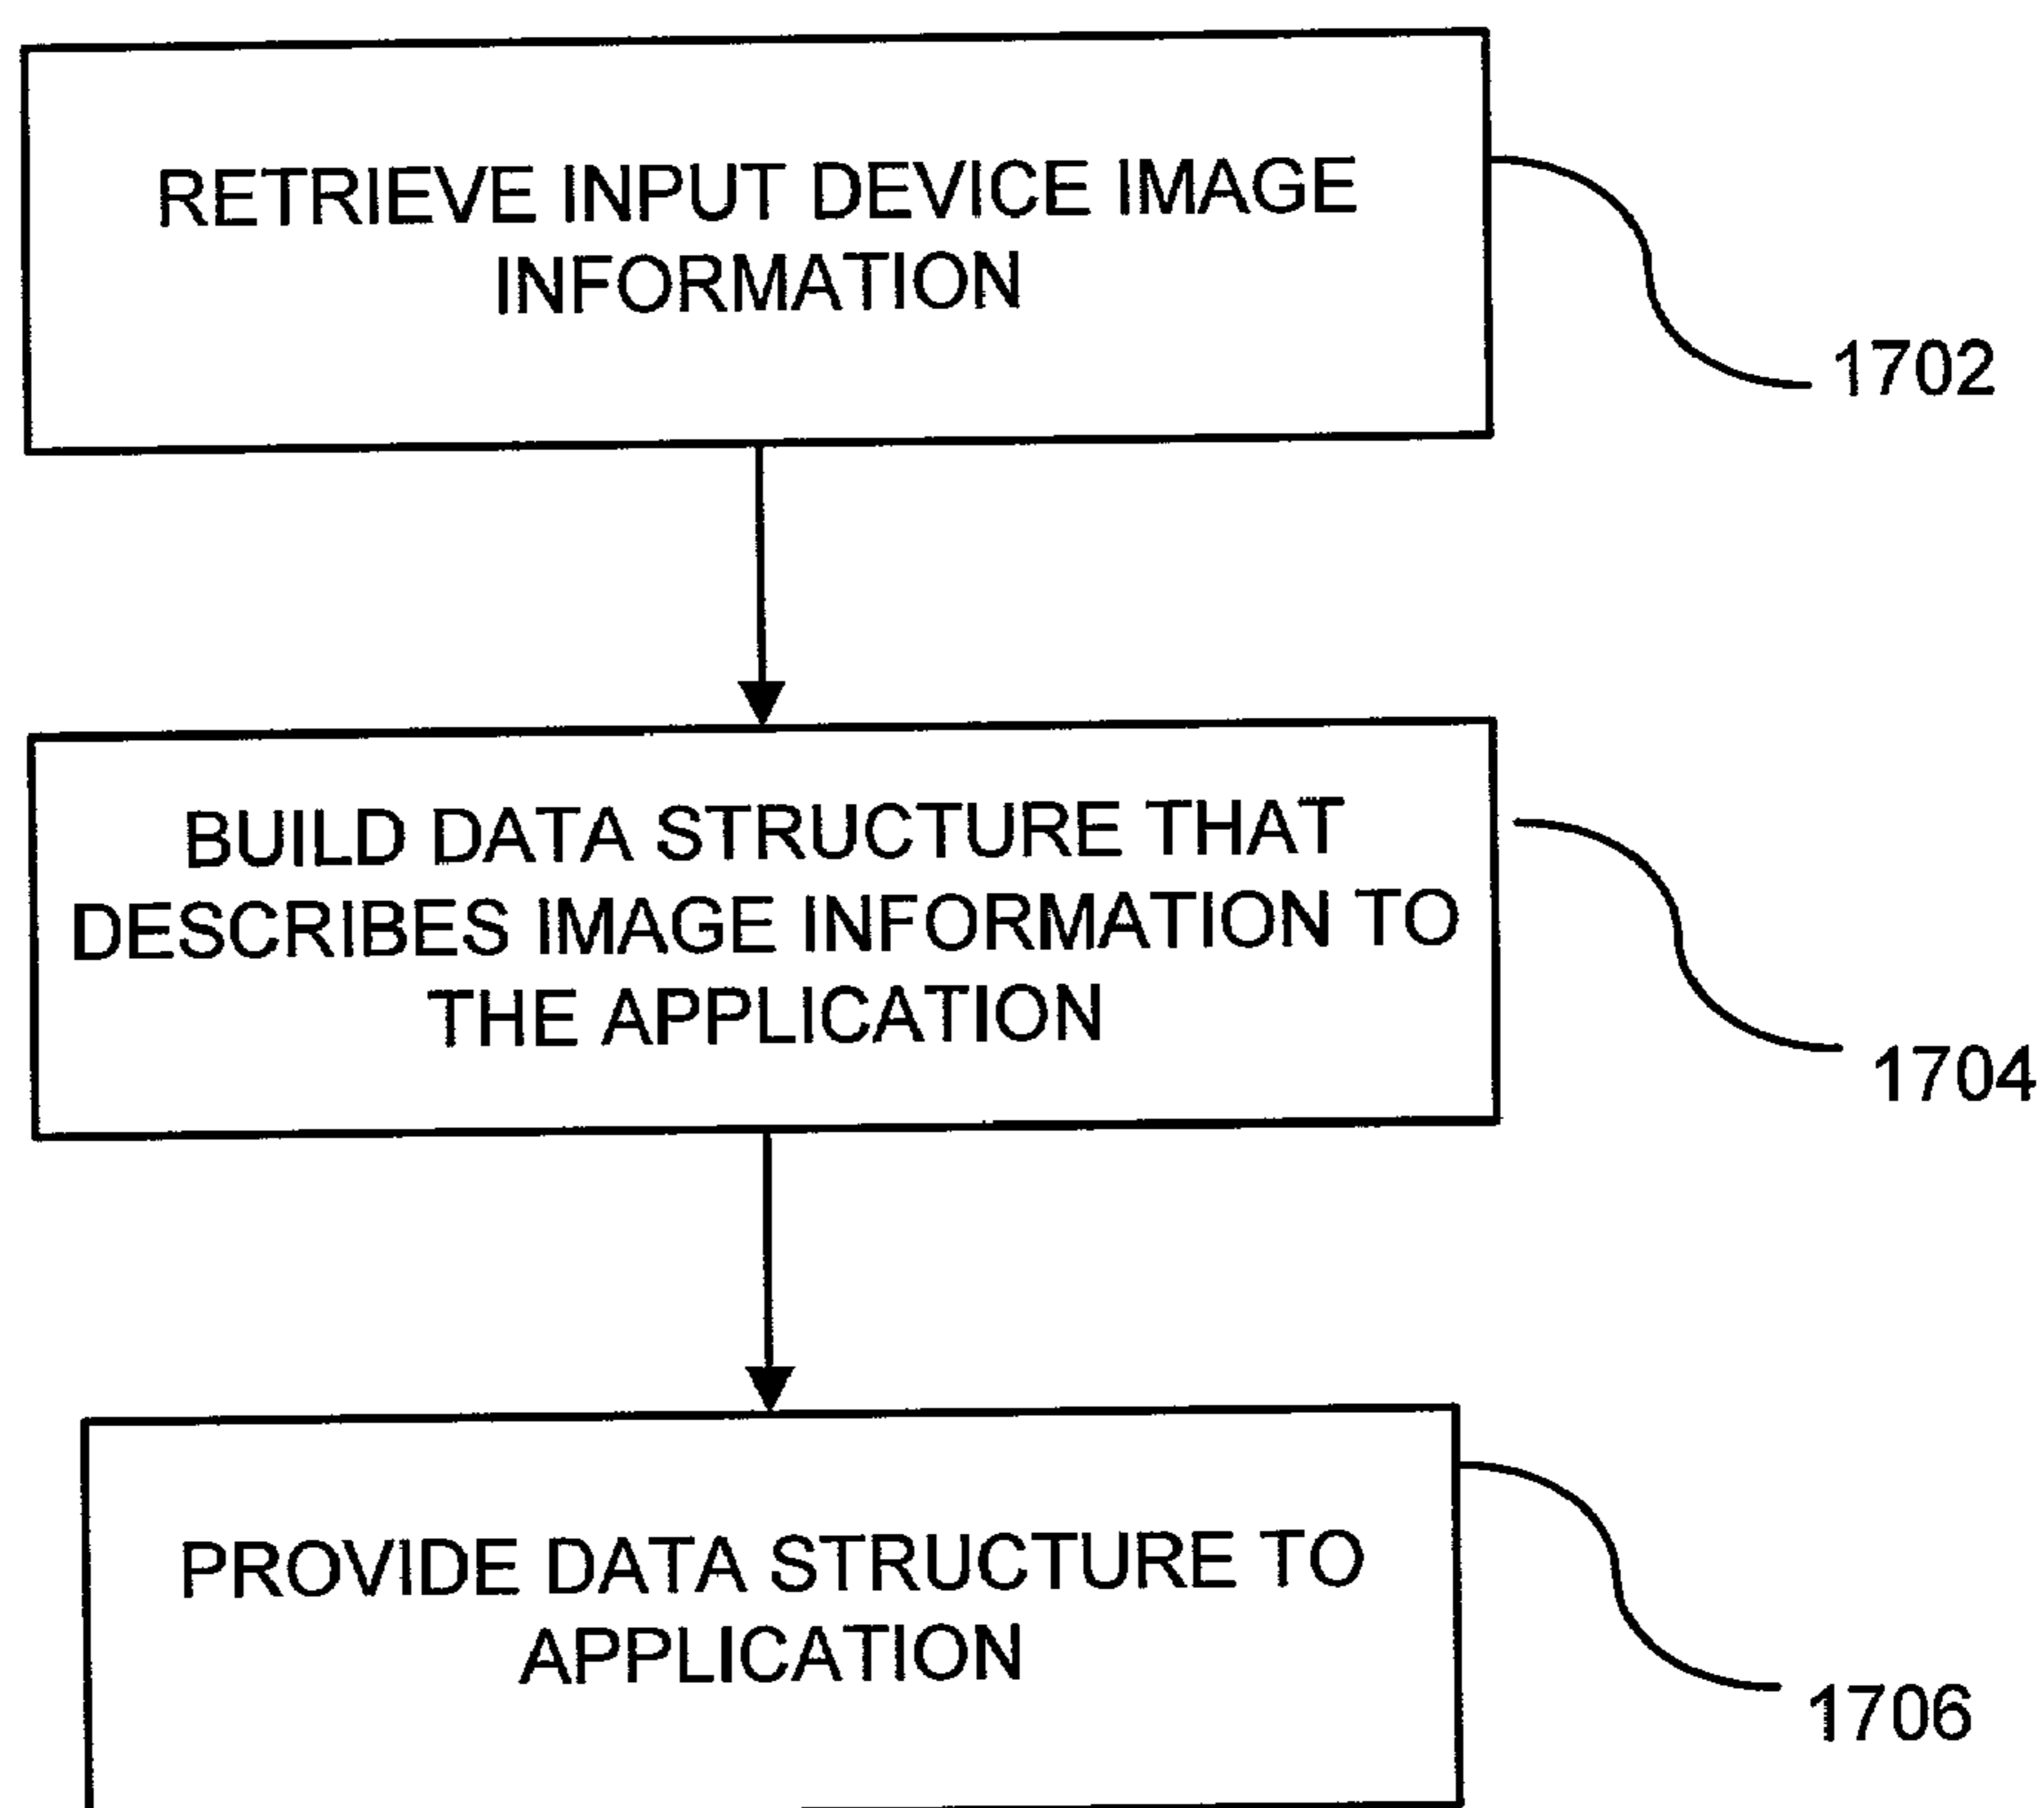 RETRIEVE INPUT DEVICE IMAGE
INFORMATION
1702
BUILD DATA STRUCTURE THAT
DESCRIBES IMAGE INFORMATION TO
THE APPLICATION
1704
PROVIDE DATA STRUCTURE TO
APPLICATION
1706